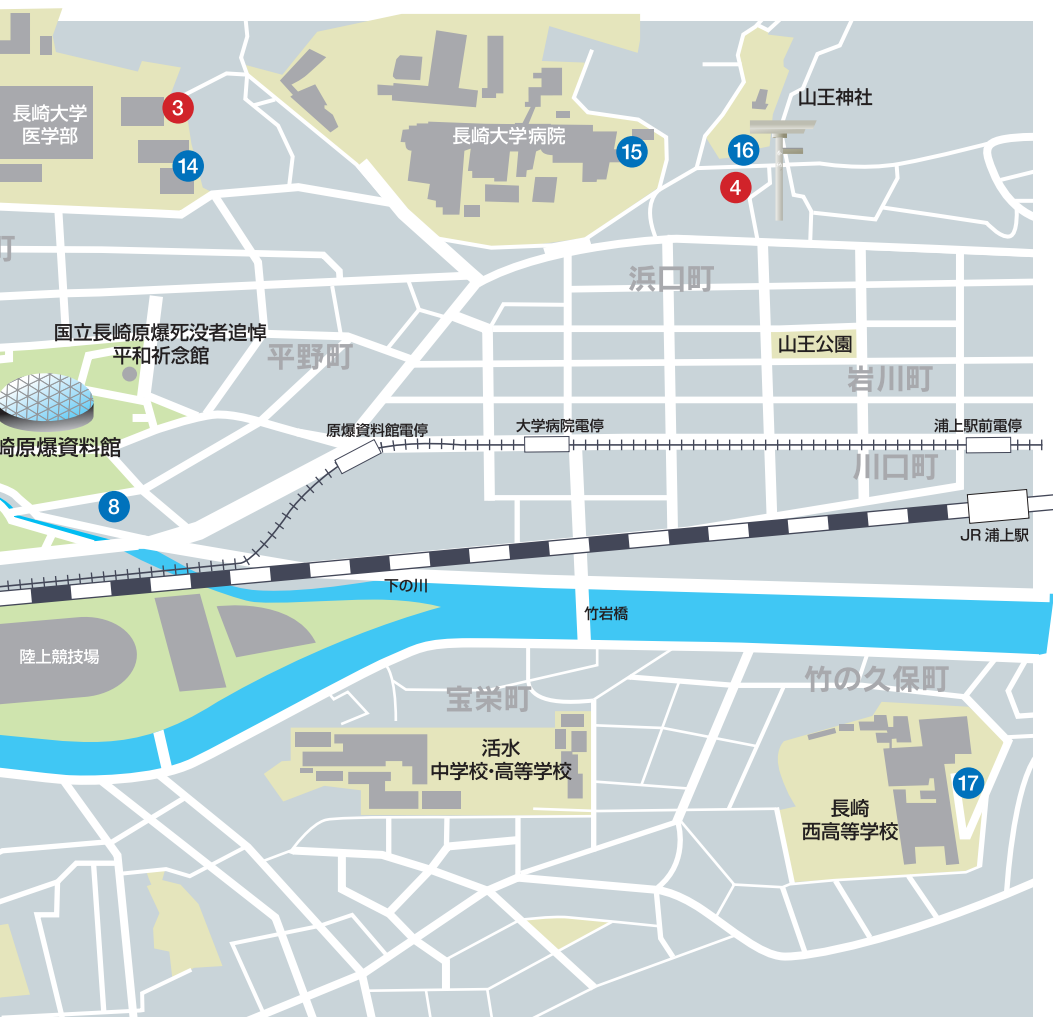 長崎大学
医学部
3
14
長崎大学病院
15
16
4
山王神社
町
浜口町
国立長崎原爆死没者追悼
平和祈念館
平野町
山王公園
岩川町
崎原爆資料館
原爆資料館電停
大学病院電停
浦上駅前電停
川口町
8
JR 浦上駅
下の川
竹岩橋
陸上競技場
宝栄町
竹の久保町
活水
中学校・高等学校
17
長崎
西高等学校